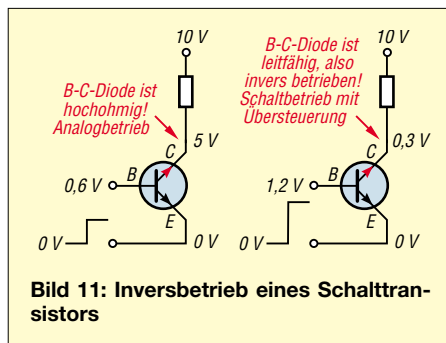 10 V
B-C-Diode ist
hochohmig!
Analogbetrieb
5 V
C
B
0,6 V
E
0 V
0 V
10 V
B-C-Diode ist
leitfähig, also
invers betrieben!
Schaltbetrieb mit
Übersteuerung
0,3 V
C
B
1,2 V
E
0 V
0 V
Bild 11: Inversbetrieb eines Schalttran-
sistors